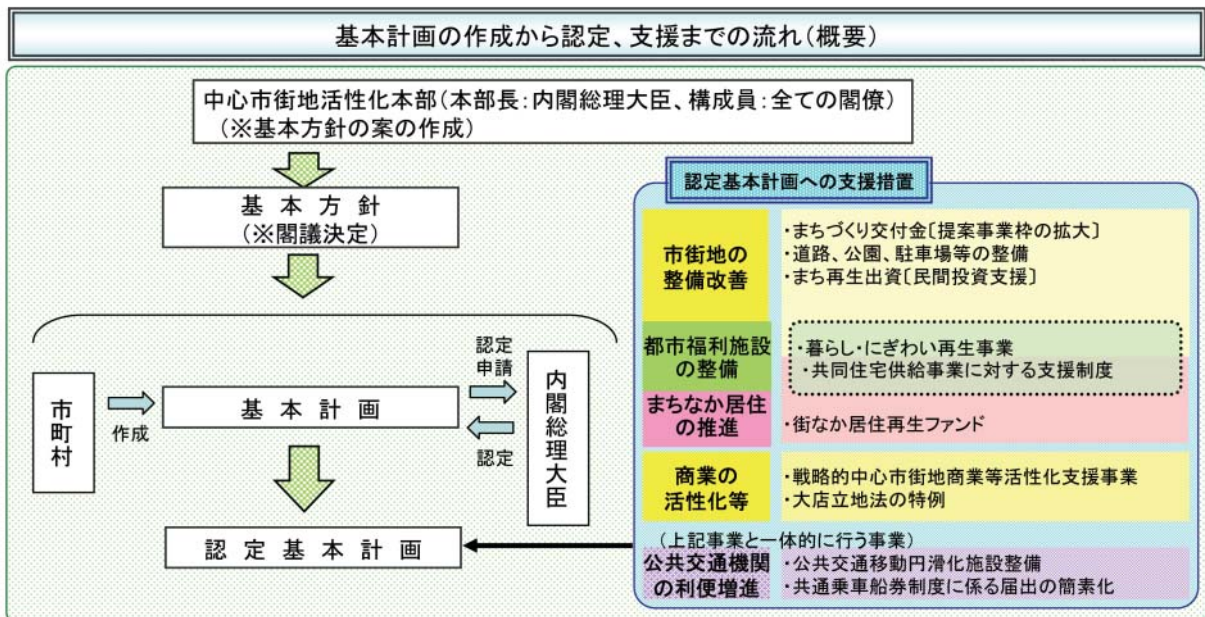 基本計画の作成から認定、支援までの流れ(概要)
中心市街地活性化本部(本部長:内閣総理大臣、構成員:全ての閣僚)
(※基本方針の案の作成)
基本方針
(※閣議決定)
市町村
作成
基本計画
認定
申請
認定
内閣総理大臣
認定基本計画
認定基本計画への支援措置
市街地の
整備改善
・まちづくり交付金〔提案事業枠の拡大〕
・道路、公園、駐車場等の整備
・まち再生出資〔民間投資支援〕
都市福利施設
の整備
・暮らし・にぎわい再生事業
・共同住宅供給事業に対する支援制度
まちなか居住
の推進
・街なか居住再生ファンド
商業の
活性化等
・戦略的中心市街地商業等活性化支援事業
・大店立地法の特例
(上記事業と一体的に行う事業)
公共交通機関
の利便増進
・公共交通移動円滑化施設整備
・共通乗車船券制度に係る届出の簡素化